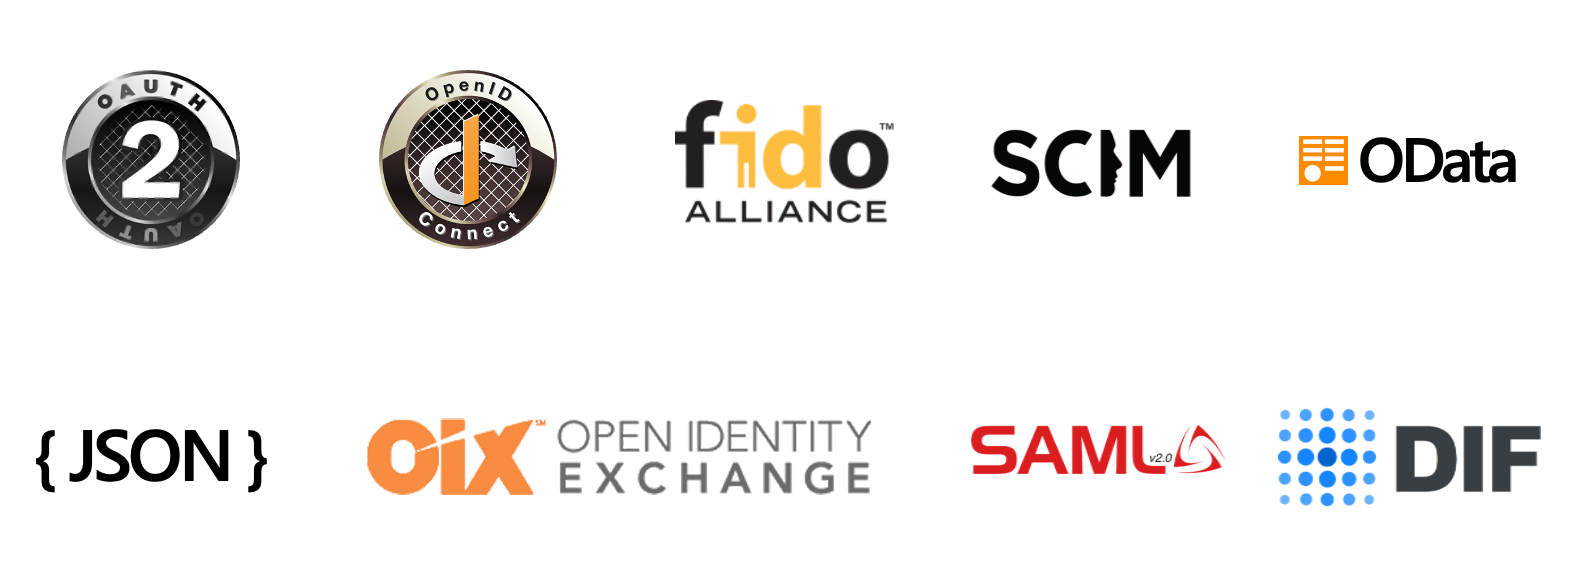 OAUTH
2
OAUTH
OpenID
Connect
fido™
ALLIANCE
SCIM
OData
{ JSON }
OIX℠
OPEN IDENTITY
EXCHANGE
SAML
v2.0
DIF